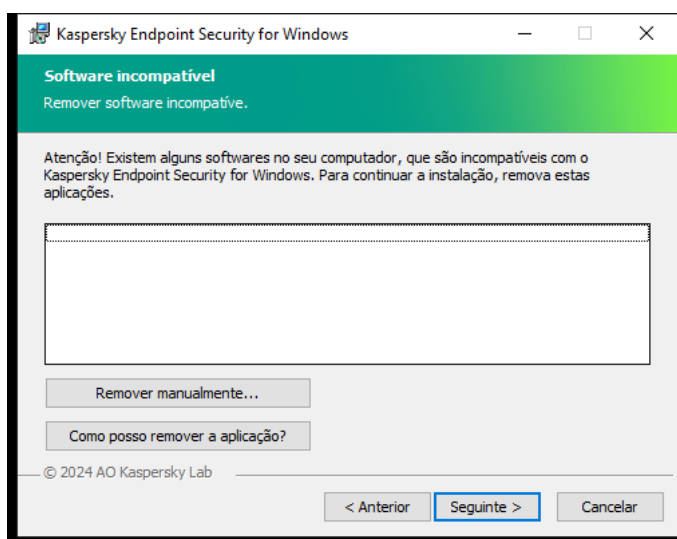 Kaspersky Endpoint Security for Windows
Software incompatível
Remover software incompatíve.
Atenção! Existem alguns softwares no seu computador, que são incompatíveis com o
Kaspersky Endpoint Security for Windows. Para continuar a instalação, remova estas
aplicações.
Remover manualmente...
Como posso remover a aplicação?
© 2024 AO Kaspersky Lab
< Anterior Seguinte > Cancelar